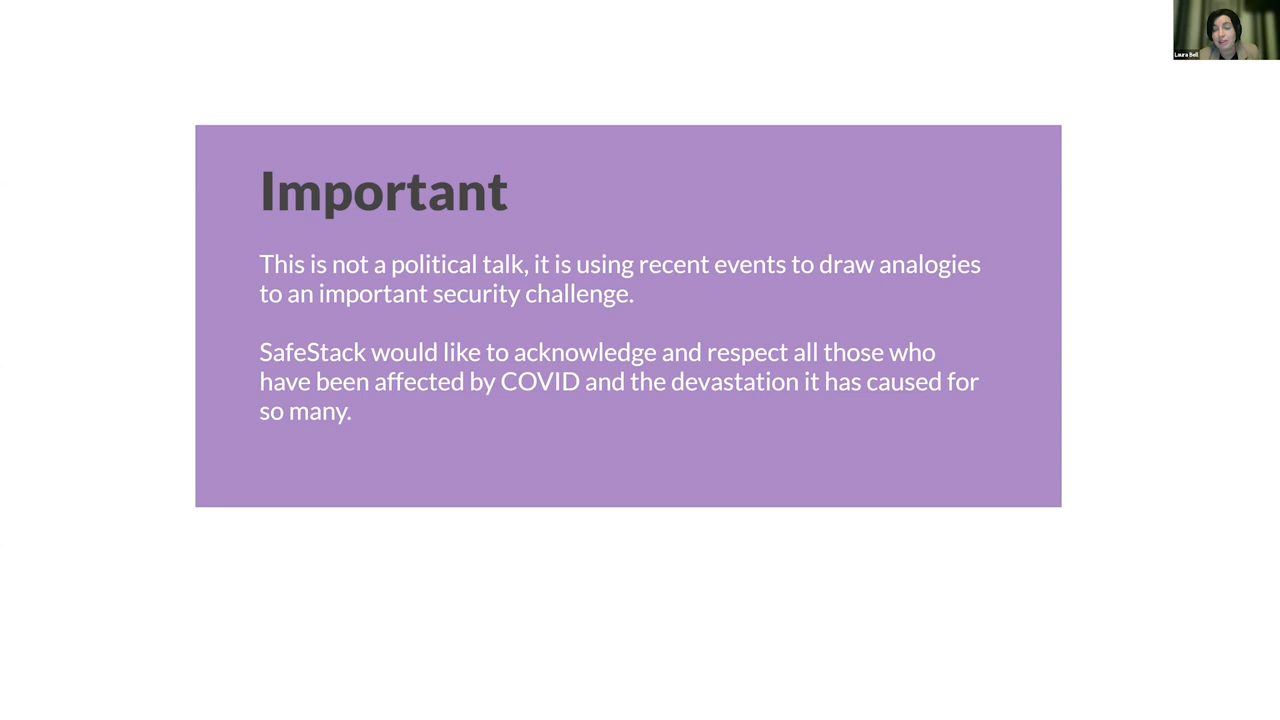 Laura Bell
Important
This is not a political talk, it is using recent events to draw analogies
to an important security challenge.
SafeStack would like to acknowledge and respect all those who
have been affected by COVID and the devastation it has caused for
so many.